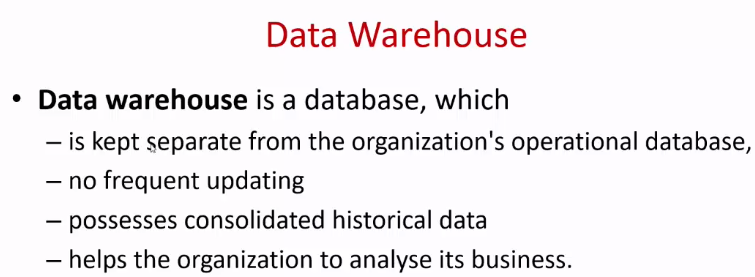 Data Warehouse
• Data warehouse is a database, which
– is kept separate from the organization's operational database,
– no frequent updating
– possesses consolidated historical data
– helps the organization to analyse its business.